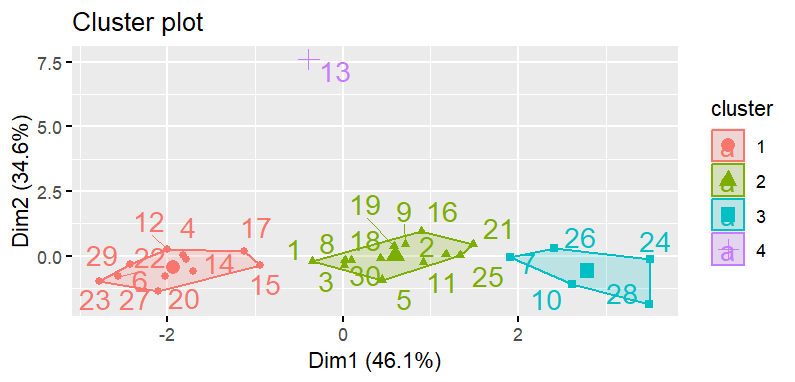 Cluster plot
Dim2 (34.6%)
7.5
5.0
2.5
0.0
13
12 4 17
29 22 14
23 6 27 20 15
19 9 16
1 8 18 2 21
3 30 5 11 25
26 24
7
10 28
-2 0 2
Dim1 (46.1%)
cluster
a 1
a 2
a 3
a 4